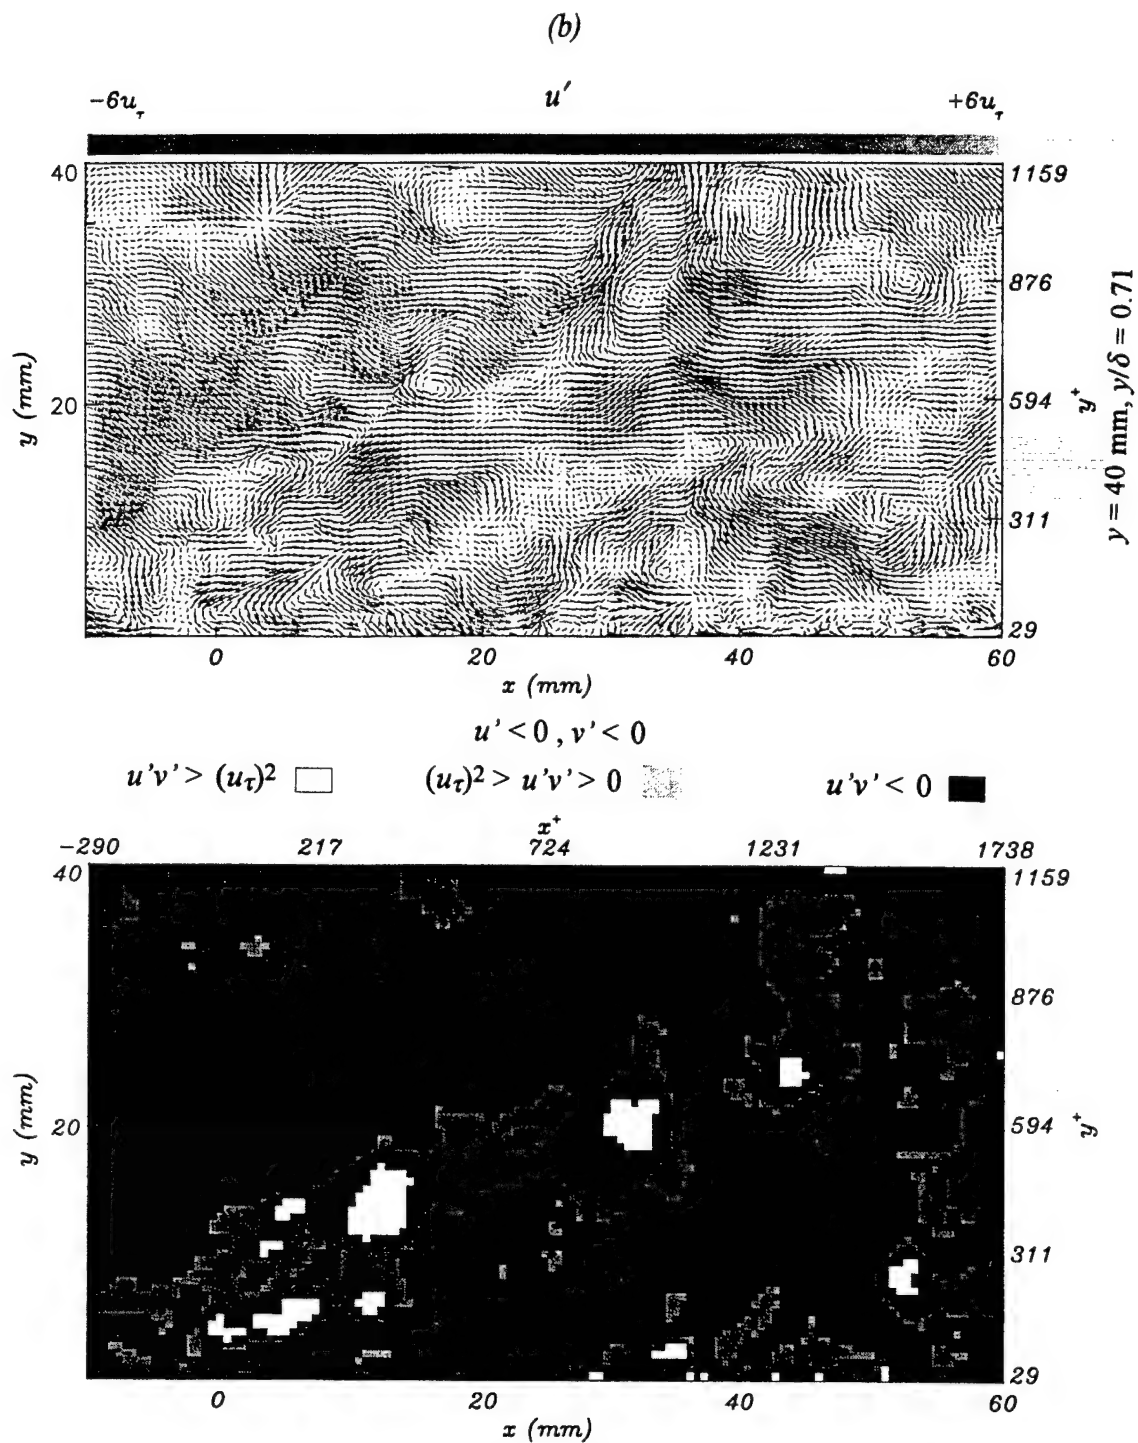 (b)
−6u_τ u' +6u_τ
40 1159
876
y (mm) 20 594 y⁺
311
29
0 20 40 60
x (mm)
y = 40 mm, y/δ = 0.71
u' < 0 , v' < 0
u'v' > (u_τ)² (u_τ)² > u'v' > 0 u'v' < 0
x⁺
−290 217 724 1231 1738
40 1159
876
y (mm) 20 594 y⁺
311
29
0 20 40 60
x (mm)